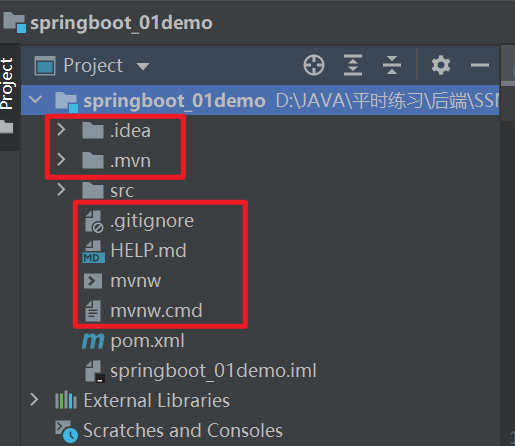 springboot_01demo
Project
Project
springboot_01demo D:\JAVA\平时练习\后端\SSM
.idea
.mvn
src
.gitignore
HELP.md
mvnw
mvnw.cmd
pom.xml
springboot_01demo.iml
External Libraries
Scratches and Consoles